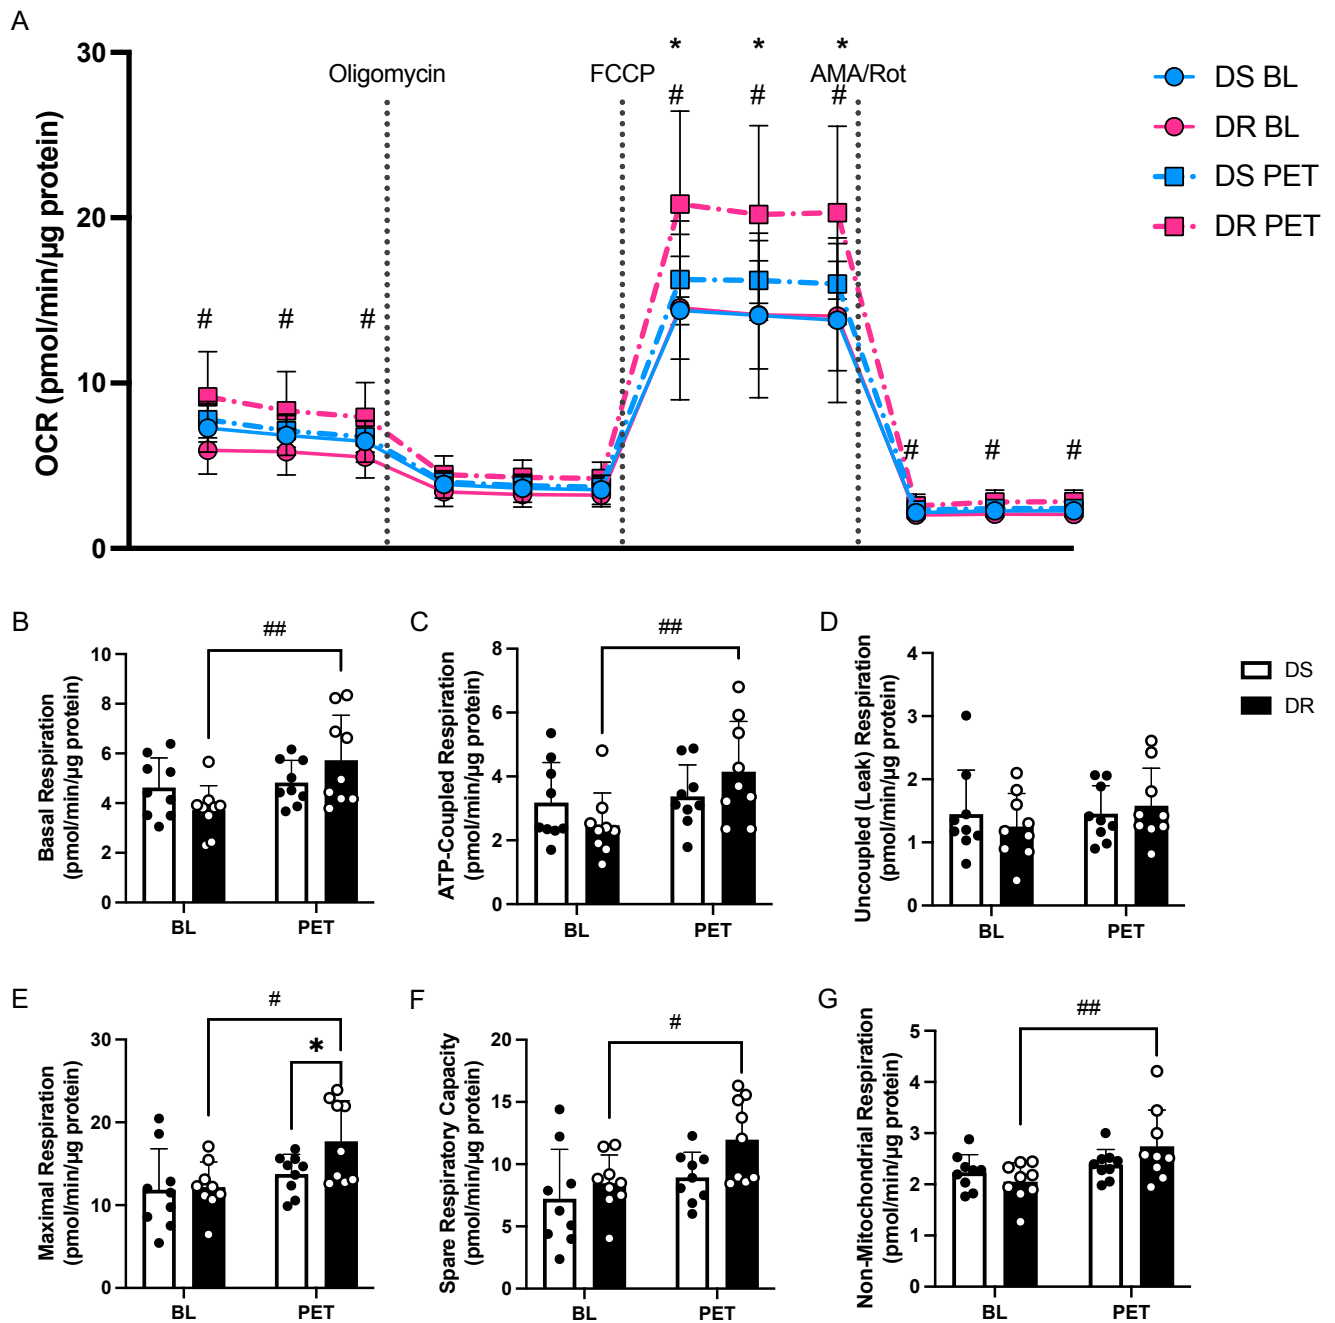 A
30
20
10
0
OCR (pmol/min/µg protein)
Oligomycin
FCCP
AMA/Rot
* * *
# # #
# # #
# # #
DS BL
DR BL
DS PET
DR PET
B
##
10
8
6
4
2
0
Basal Respiration
(pmol/min/µg protein)
BL PET
C
##
8
6
4
2
0
ATP-Coupled Respiration
(pmol/min/µg protein)
BL PET
D
4
3
2
1
0
Uncoupled (Leak) Respiration
(pmol/min/µg protein)
BL PET
DS
DR
E
#
*
30
20
10
0
Maximal Respiration
(pmol/min/µg protein)
BL PET
F
#
20
15
10
5
0
Spare Respiratory Capacity
(pmol/min/µg protein)
BL PET
G
##
5
4
3
2
1
0
Non-Mitochondrial Respiration
(pmol/min/µg protein)
BL PET